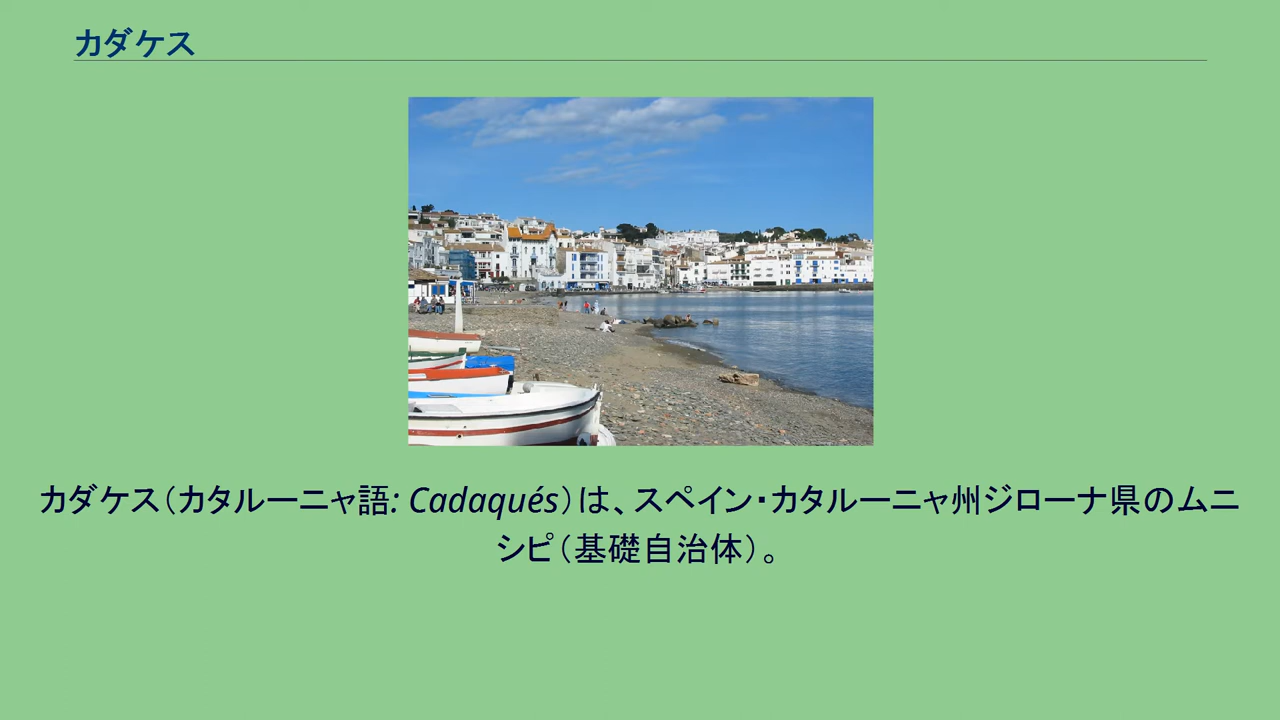 カダケス
カダケス（カタルーニャ語: Cadaqués）は、スペイン・カタルーニャ州ジローナ県のムニ
シピ（基礎自治体）。